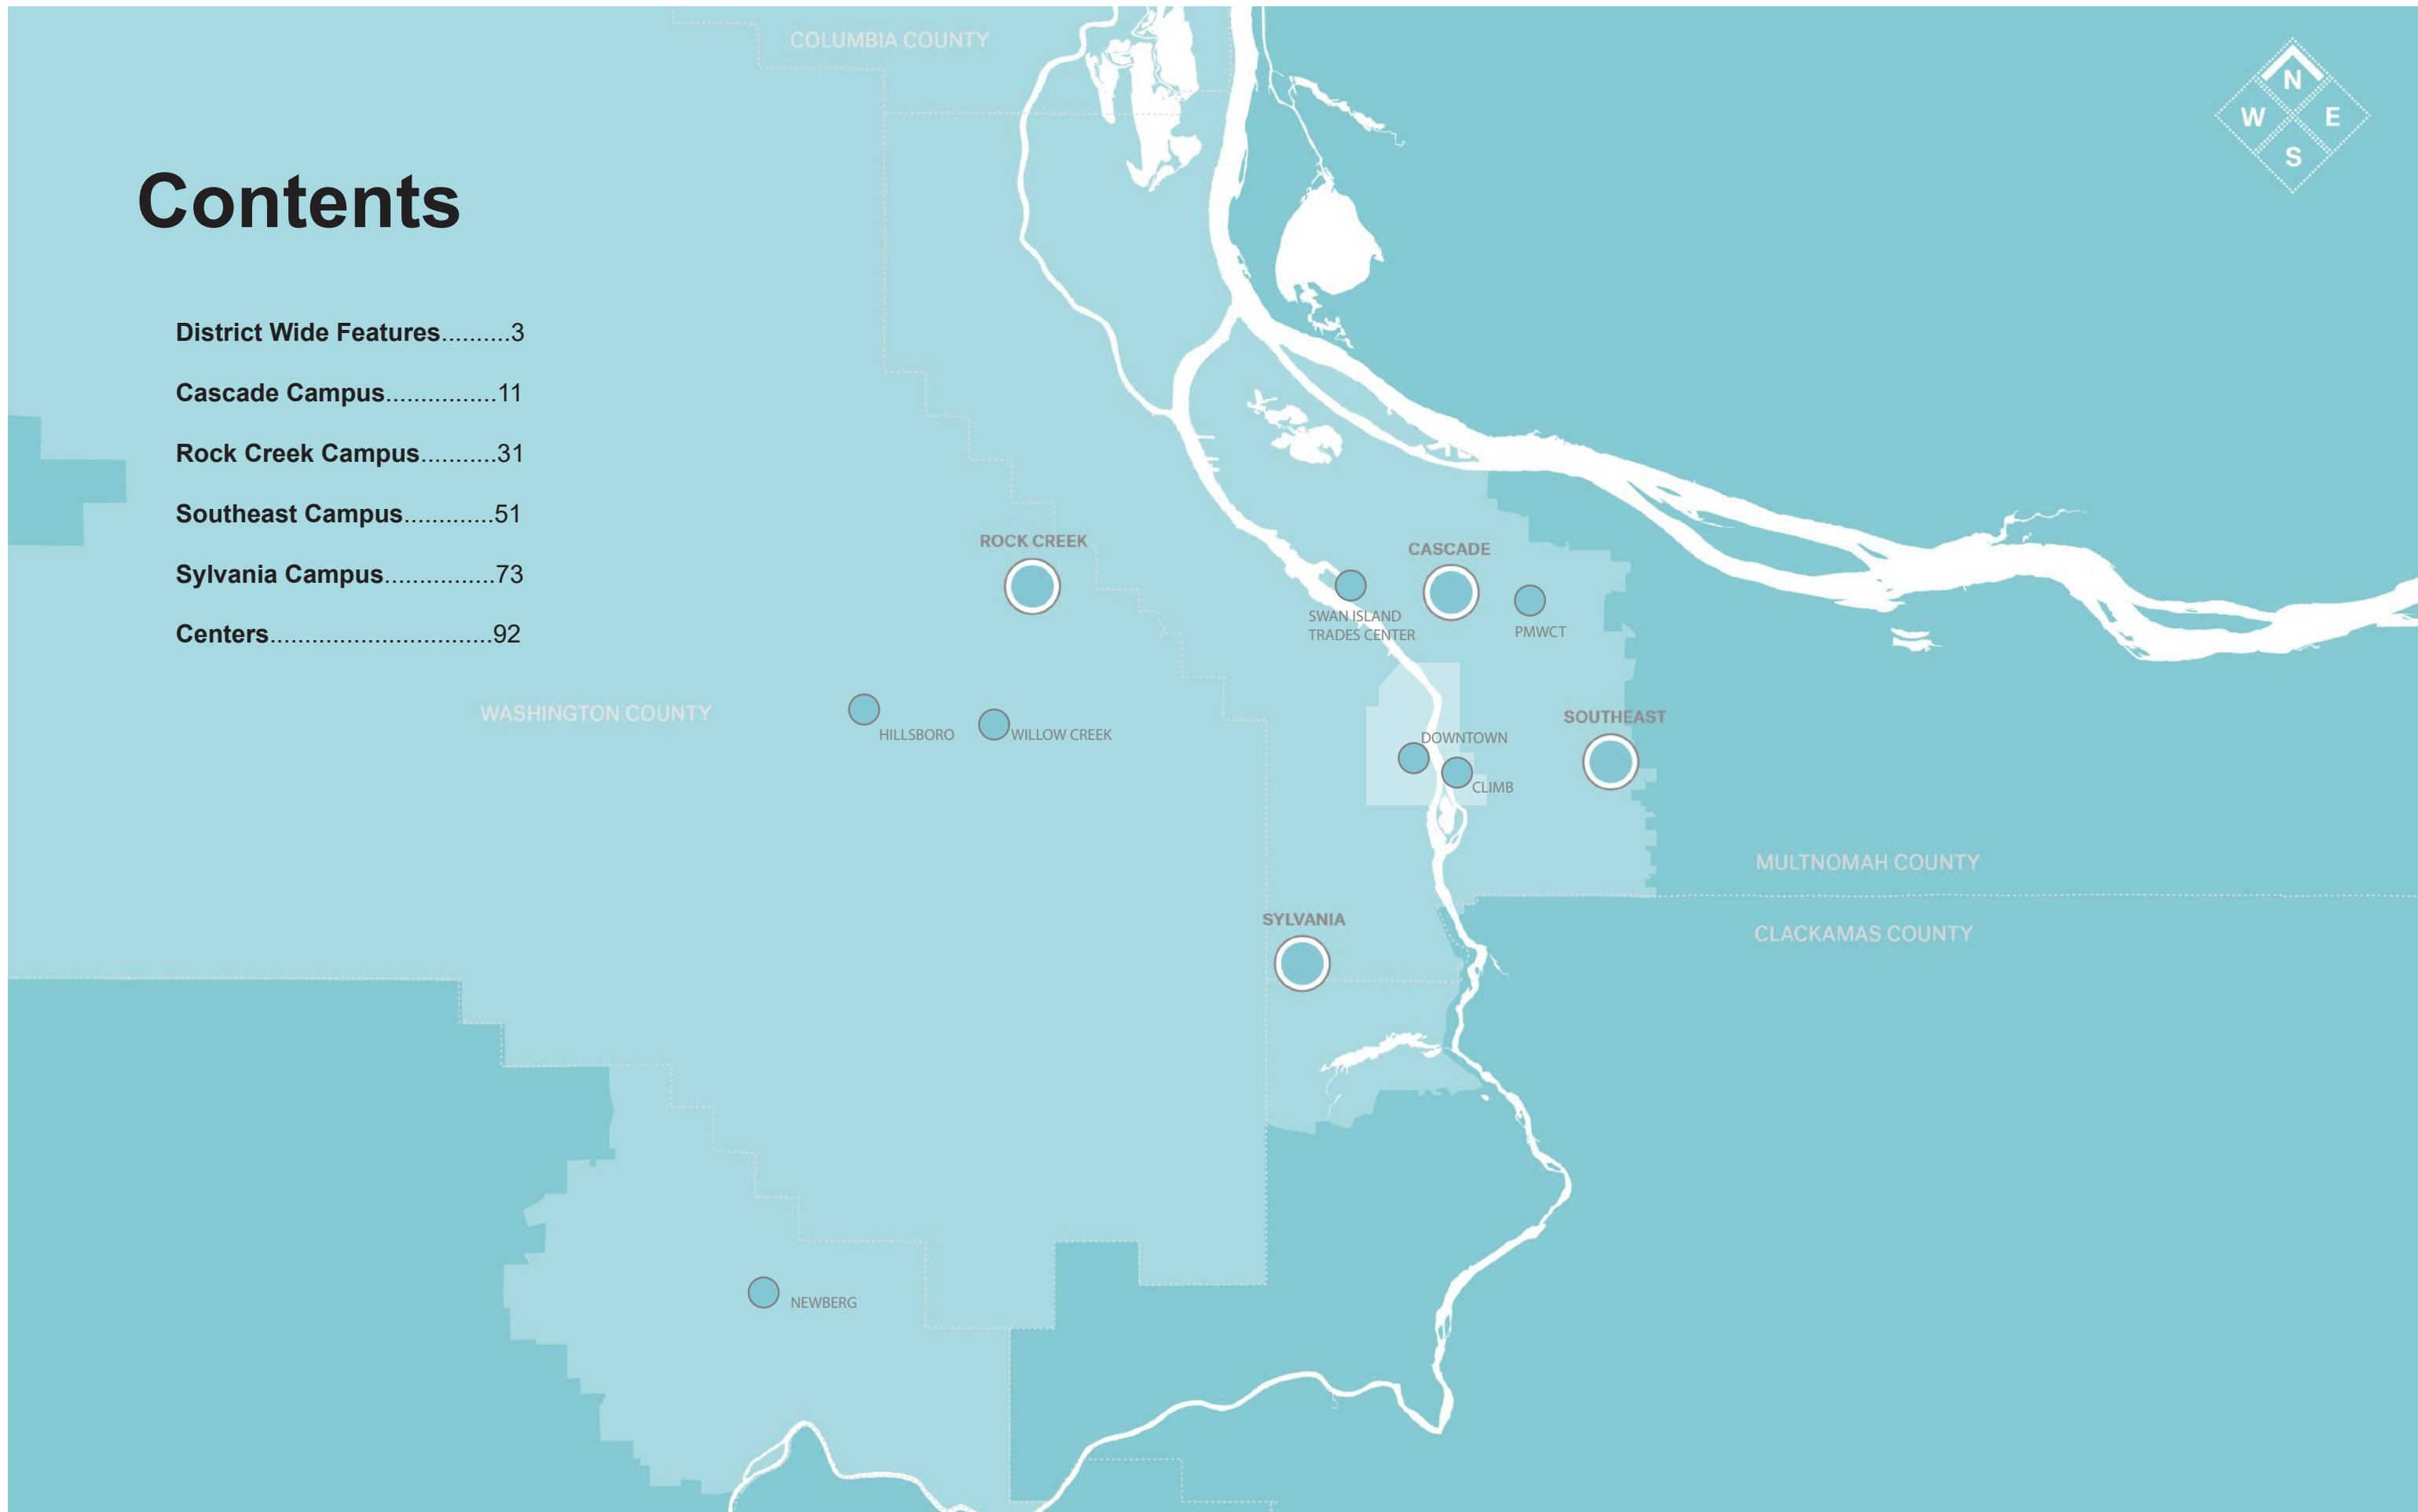 COLUMBIA COUNTY
N
W E
S
Contents
District Wide Features..........3
Cascade Campus................11
Rock Creek Campus...........31
Southeast Campus.............51
Sylvania Campus................73
Centers................................92
ROCK CREEK
CASCADE
SWAN ISLAND
TRADES CENTER
PMWCT
WASHINGTON COUNTY
HILLSBORO
WILLOW CREEK
SOUTHEAST
DOWNTOWN
CLIMB
MULTNOMAH COUNTY
SYLVANIA
CLACKAMAS COUNTY
NEWBERG